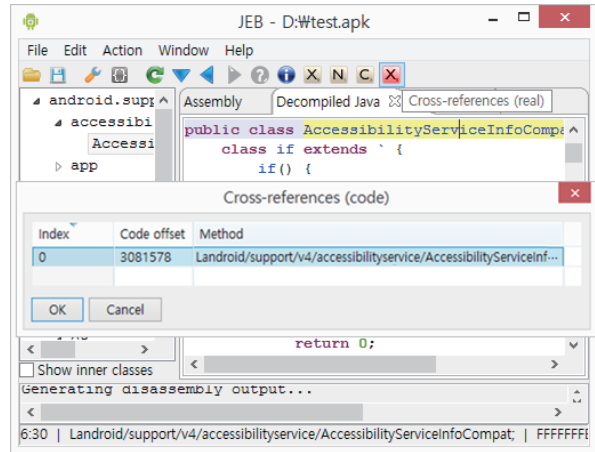 JEB - D:₩test.apk
File Edit Action Window Help
X N C X
android.supp
Assembly Decompiled Java Cross-references (real)
accessibi
public class AccessibilityServiceInfoCompa
Accessi
class if extends ` {
app
if() {
Cross-references (code)
Index Code offset Method
0 3081578 Landroid/support/v4/accessibilityservice/AccessibilityServiceInf...
OK Cancel
return 0;
Show inner classes
Generating disassembly output...
6:30 | Landroid/support/v4/accessibilityservice/AccessibilityServiceInfoCompat; | FFFFFFFE